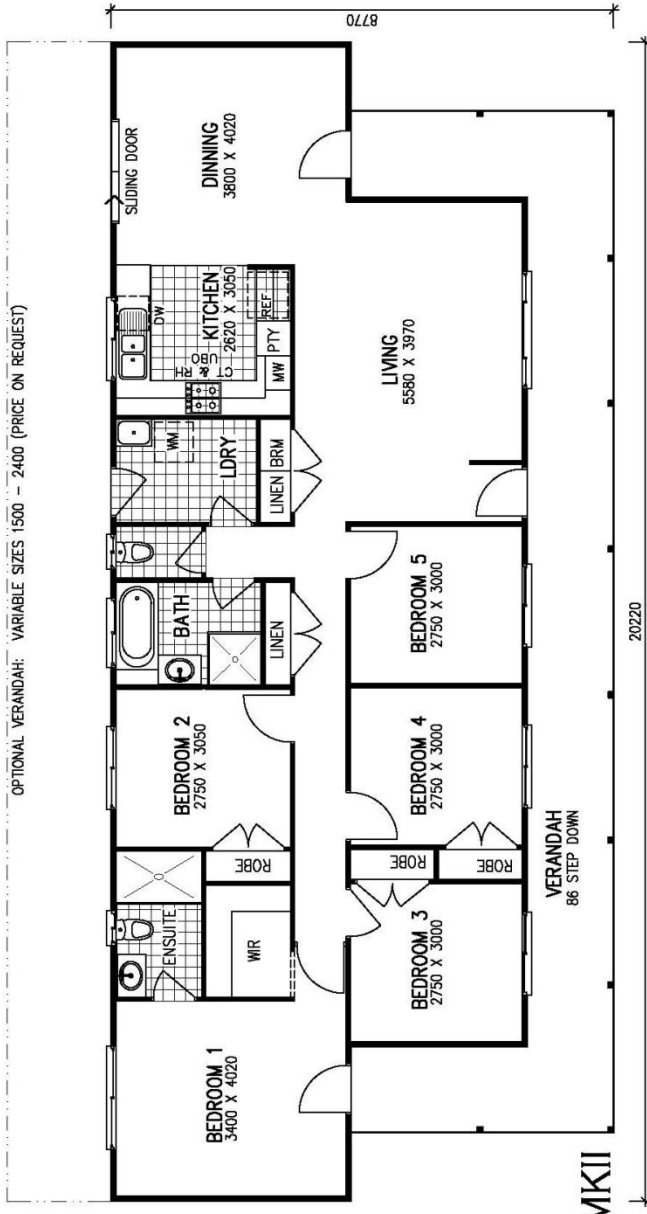 OPTIONAL VERANDAH: VARIABLE SIZES 1500 - 2400 (PRICE ON REQUEST)
SLIDING DOOR
8770
BEDROOM 1
3400 X 4020
ENSUITE
WIR
ROBE
BEDROOM 2
2750 X 3050
BATH
LINEN
WM
LDRY
LINEN
BRM
DW
CT & RH
UBO
KITCHEN
2620 X 3050
MW
PTY
REF
DINNING
3800 X 4020
BEDROOM 3
2750 X 3000
ROBE
ROBE
BEDROOM 4
2750 X 3000
BEDROOM 5
2750 X 3000
LIVING
5580 X 3970
VERANDAH
86 STEP DOWN
20220
MKII